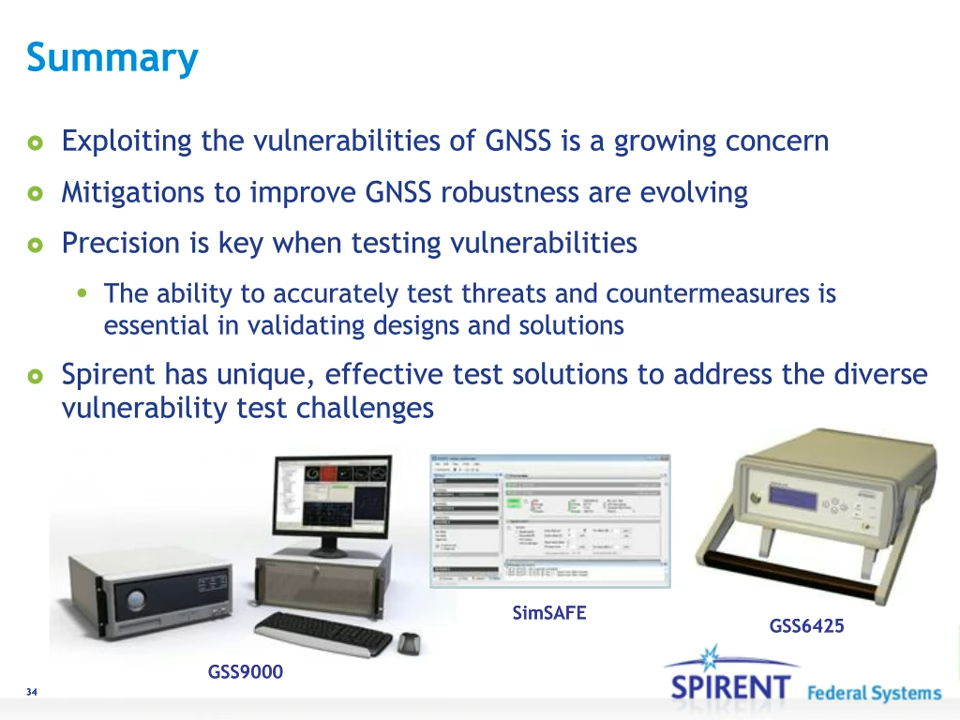 Summary
Exploiting the vulnerabilities of GNSS is a growing concern
Mitigations to improve GNSS robustness are evolving
Precision is key when testing vulnerabilities
The ability to accurately test threats and countermeasures is
essential in validating designs and solutions
Spirent has unique, effective test solutions to address the diverse
vulnerability test challenges
SimSAFE
GSS6425
GSS9000
34
SPIRENT Federal Systems